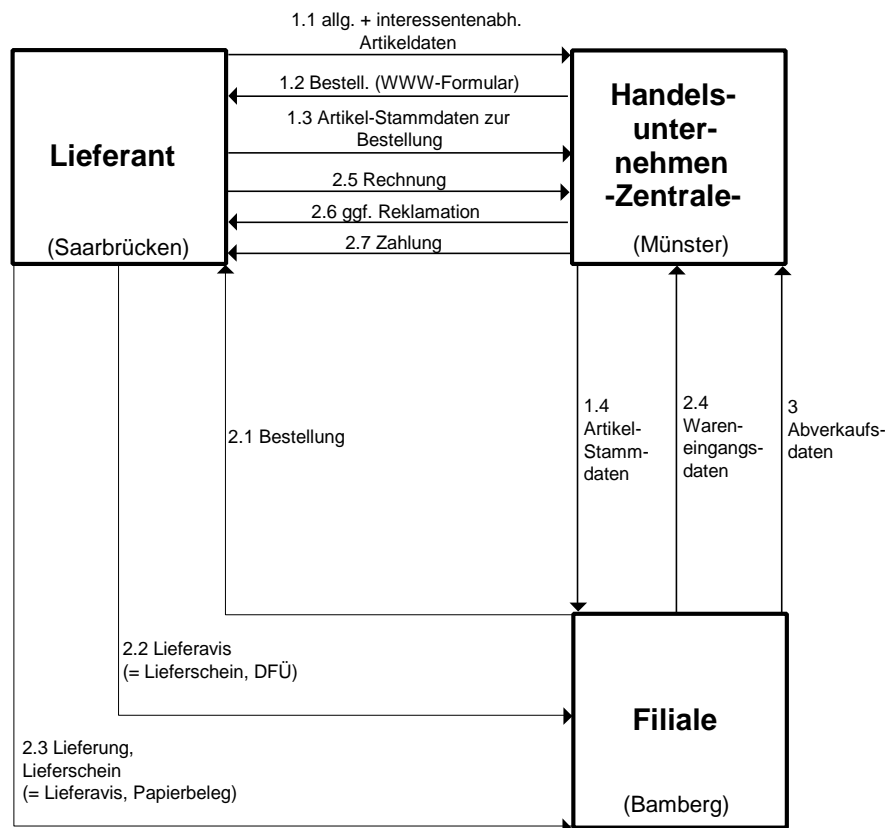 1.1 allg. + interessentenabh.
Artikeldaten
1.2 Bestell. (WWW-Formular)
1.3 Artikel-Stammdaten zur
Bestellung
2.5 Rechnung
2.6 ggf. Reklamation
2.7 Zahlung
Lieferant
(Saarbrücken)
Handels-
unter-
nehmen
-Zentrale-
(Münster)
2.1 Bestellung
1.4
Artikel-
Stamm-
daten
2.4
Waren-
eingangs-
daten
3
Abverkaufs-
daten
2.2 Lieferavis
(= Lieferschein, DFÜ)
2.3 Lieferung,
Lieferschein
(= Lieferavis, Papierbeleg)
Filiale
(Bamberg)